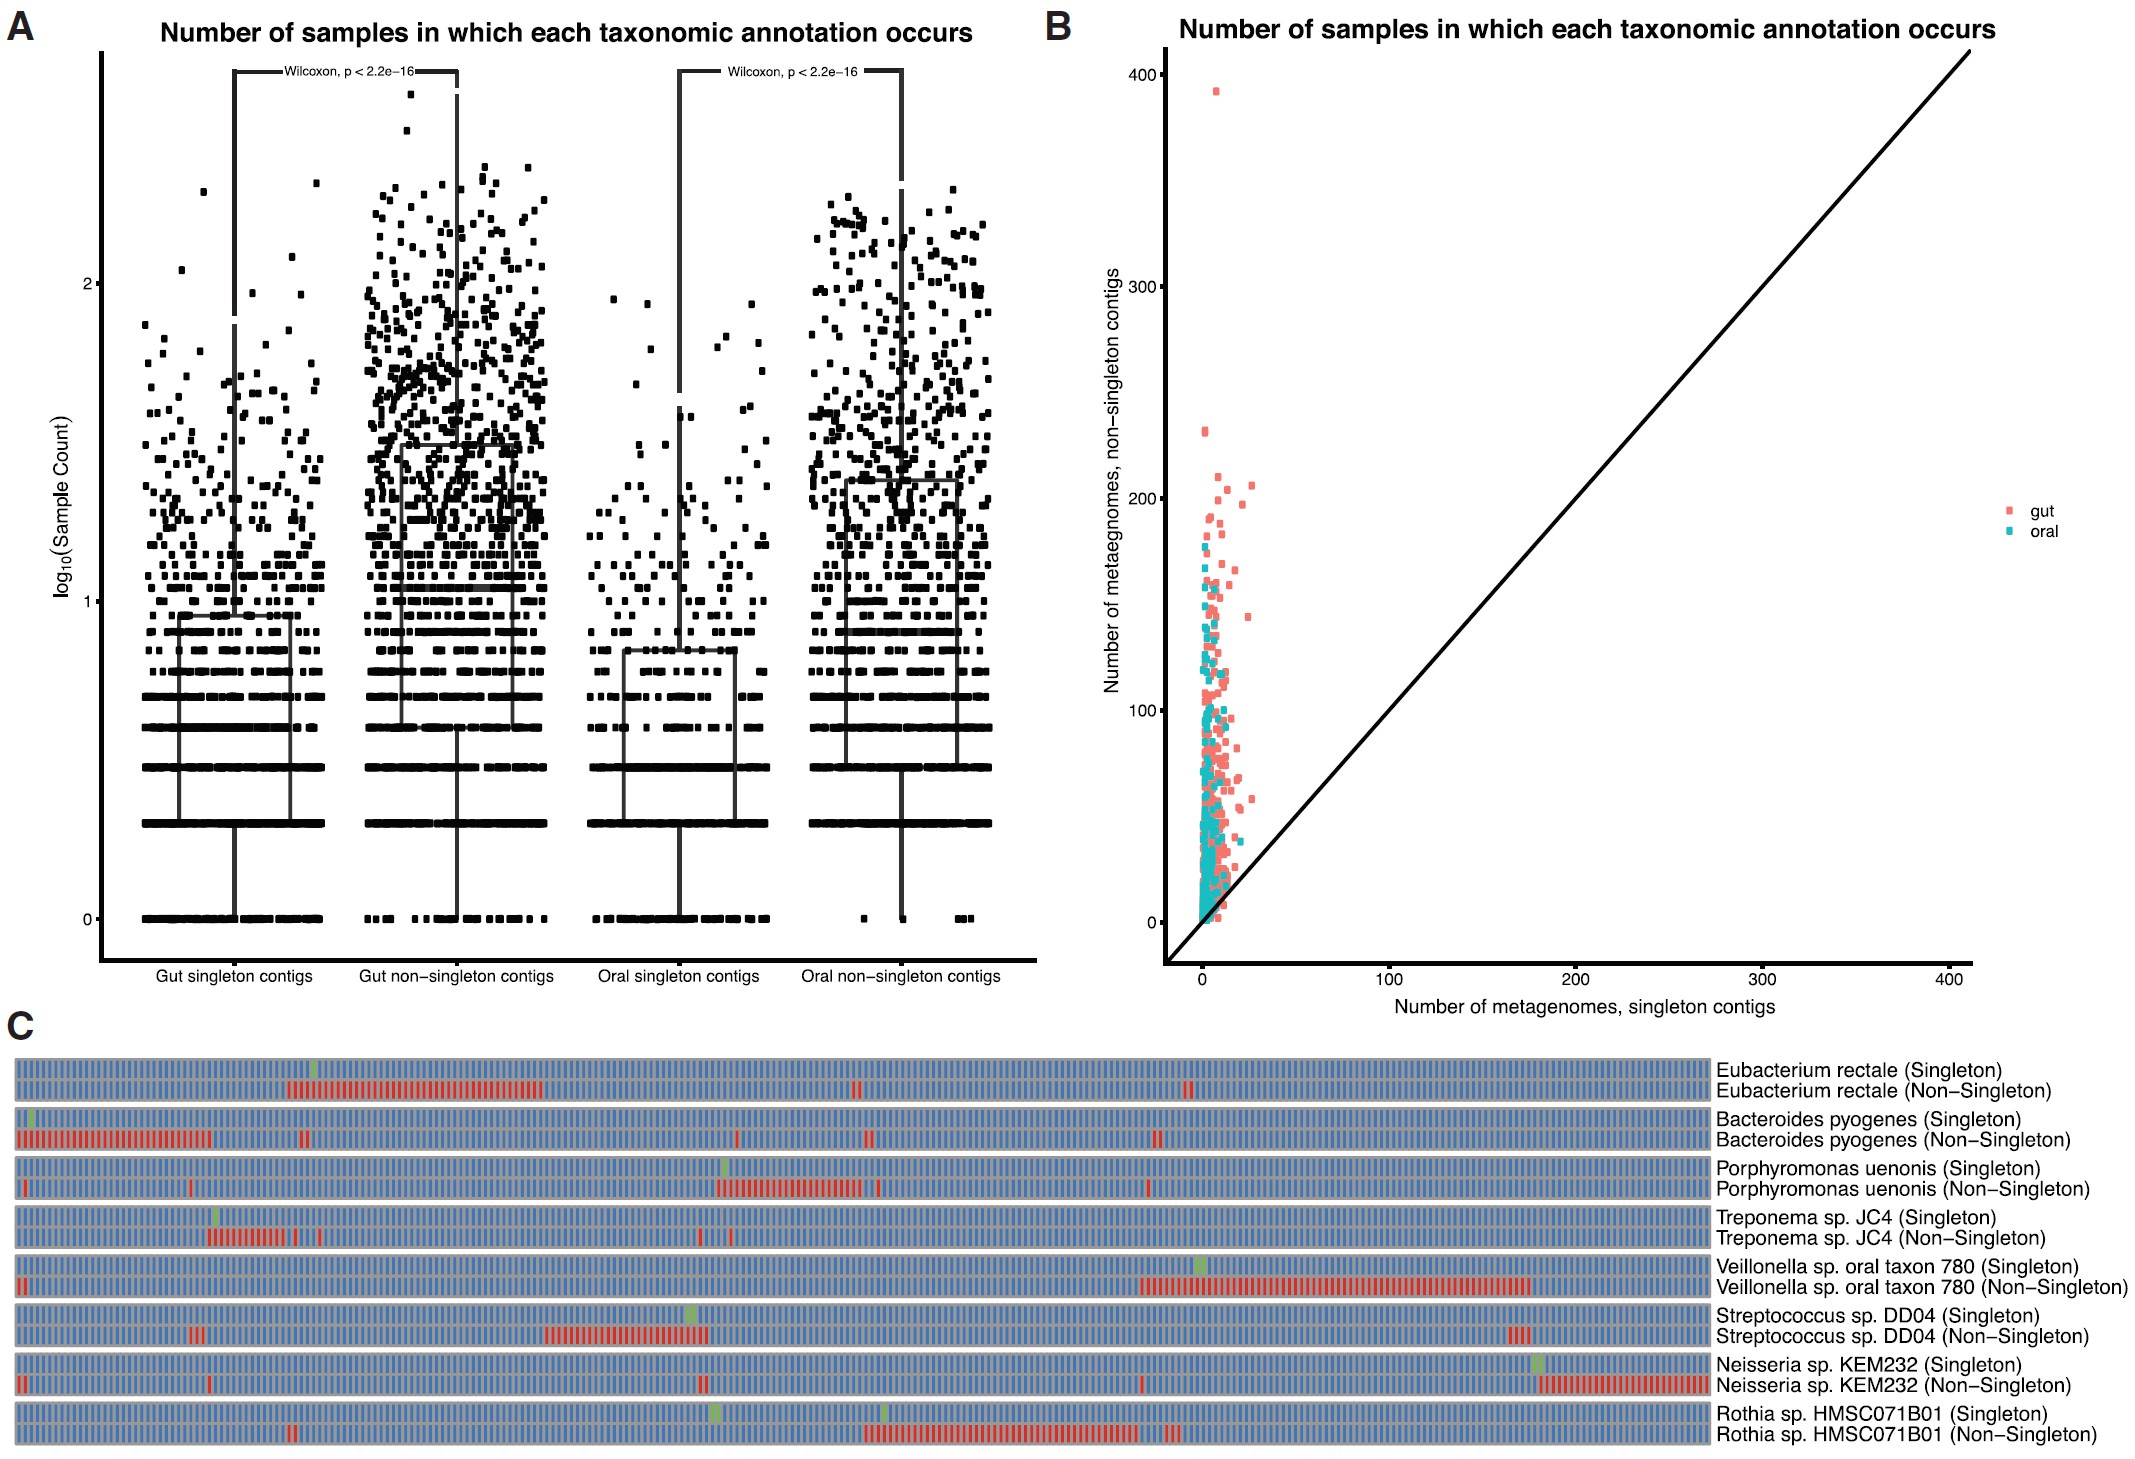 A
Number of samples in which each taxonomic annotation occurs
Wilcoxon, p < 2.2e−16
Wilcoxon, p < 2.2e−16
log10(Sample Count)
2
1
0
Gut singleton contigs
Gut non−singleton contigs
Oral singleton contigs
Oral non−singleton contigs
B
Number of samples in which each taxonomic annotation occurs
Number of metaegnomes, non−singleton contigs
400
300
200
100
0
0
100
200
300
400
Number of metagenomes, singleton contigs
gut
oral
C
Eubacterium rectale (Singleton)
Eubacterium rectale (Non−Singleton)
Bacteroides pyogenes (Singleton)
Bacteroides pyogenes (Non−Singleton)
Porphyromonas uenonis (Singleton)
Porphyromonas uenonis (Non−Singleton)
Treponema sp. JC4 (Singleton)
Treponema sp. JC4 (Non−Singleton)
Veillonella sp. oral taxon 780 (Singleton)
Veillonella sp. oral taxon 780 (Non−Singleton)
Streptococcus sp. DD04 (Singleton)
Streptococcus sp. DD04 (Non−Singleton)
Neisseria sp. KEM232 (Singleton)
Neisseria sp. KEM232 (Non−Singleton)
Rothia sp. HMSC071B01 (Singleton)
Rothia sp. HMSC071B01 (Non−Singleton)